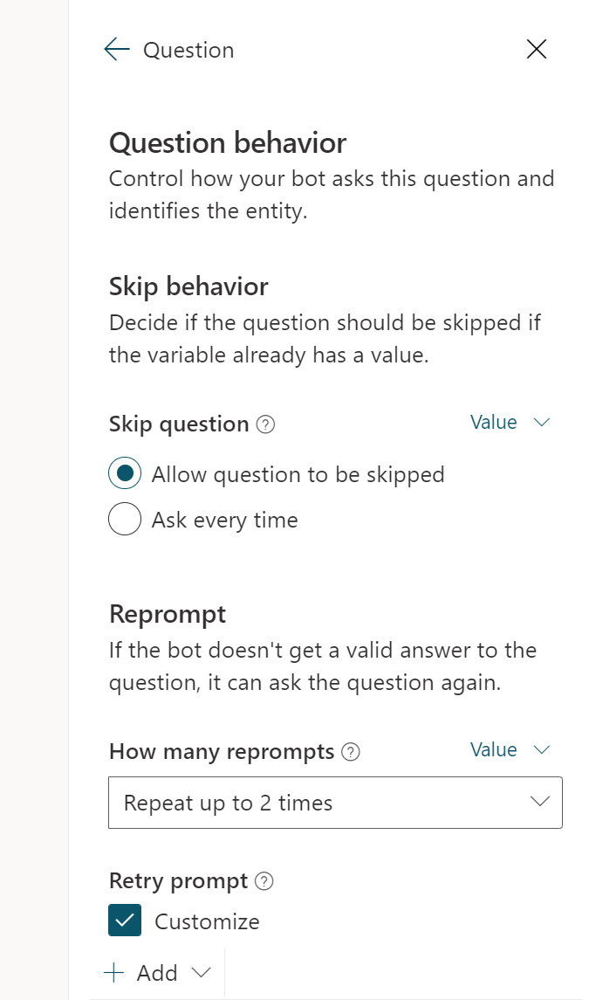 Question
Question behavior
Control how your bot asks this question and
identifies the entity.
Skip behavior
Decide if the question should be skipped if
the variable already has a value.
Skip question ? Value
Allow question to be skipped
Ask every time
Reprompt
If the bot doesn't get a valid answer to the
question, it can ask the question again.
How many reprompts ? Value
Repeat up to 2 times
Retry prompt ?
Customize
Add